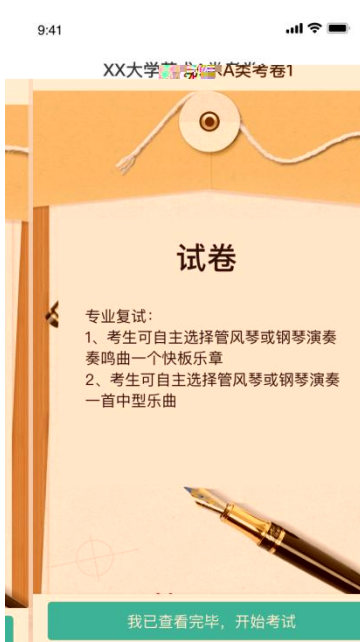 9:41
XX大学 A类考卷1
试卷
专业复试：
1、考生可自主选择管风琴或钢琴演奏
奏鸣曲一个快板乐章
2、考生可自主选择管风琴或钢琴演奏
一首中型乐曲
我已查看完毕，开始考试